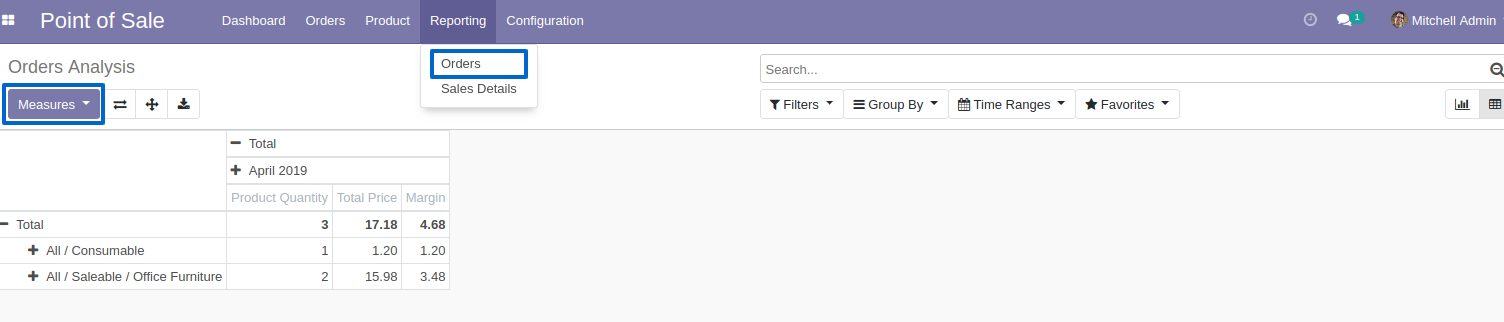 Point of Sale Dashboard Orders Product Reporting Configuration 1 Mitchell Admin
Orders
Sales Details
Orders Analysis
Search...
Measures
Filters Group By Time Ranges Favorites
Total
April 2019
Product Quantity Total Price Margin
Total 3 17.18 4.68
All / Consumable 1 1.20 1.20
All / Saleable / Office Furniture 2 15.98 3.48